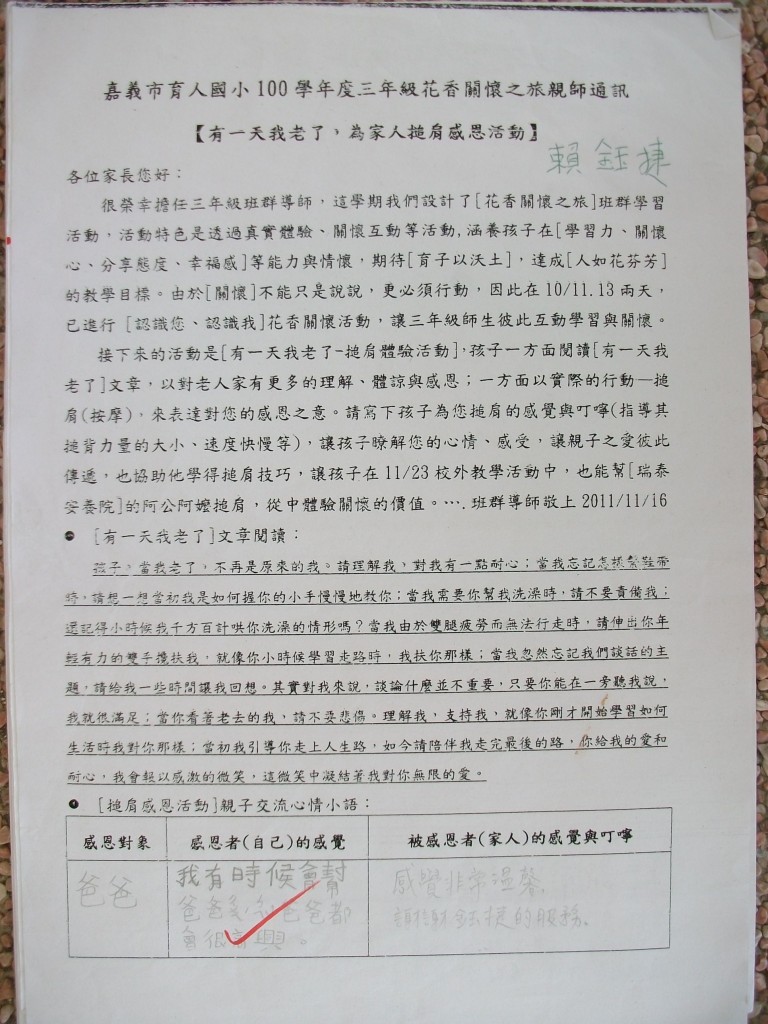 嘉義市育人國小100學年度三年級花香關懷之旅親師通訊
【有一天我老了，為家人搥肩感恩活動】
賴鈺捷
各位家長您好：
很榮幸擔任三年級班群導師，這學期我們設計了[花香關懷之旅]班群學習
活動，活動特色是透過真實體驗、關懷互動等活動,涵養孩子在[學習力、關懷
心、分享態度、幸福感]等能力與情懷，期待[育子以沃土]，達成[人如花芬芳]
的教學目標。由於[關懷]不能只是說說，更必須行動，因此在10/11.13兩天，
已進行 [認識您、認識我]花香關懷活動，讓三年級師生彼此互動學習與關懷。
接下來的活動是[有一天我老了-搥肩體驗活動],孩子一方面閱讀[有一天我
老了]文章，以對老人家有更多的理解、體諒與感恩；一方面以實際的行動—搥
肩(按摩)，來表達對您的感恩之意。請寫下孩子為您搥肩的感覺與叮嚀(指導其
搥背力量的大小、速度快慢等)，讓孩子瞭解您的心情、感受，讓親子之愛彼此
傳遞，也協助他學得搥肩技巧，讓孩子在11/23校外教學活動中，也能幫[瑞泰
安養院]的阿公阿嬤搥肩，從中體驗關懷的價值。….班群導師敬上 2011/11/16
[有一天我老了]文章閱讀：
孩子，當我老了，不再是原來的我。請理解我，對我有一點耐心；當我忘記怎樣繫鞋帶
時，請想一想當初我是如何握你的小手慢慢地教你；當我需要你幫我洗澡時，請不要責備我；
還記得小時候我千方百計哄你洗澡的情形嗎？當我由於雙腿疲勞而無法行走時，請伸出你年
輕有力的雙手攙扶我，就像你小時候學習走路時，我扶你那樣；當我忽然忘記我們談話的主
題，請給我一些時間讓我回想。其實對我來說，談論什麼並不重要，只要你能在一旁聽我說，
我就很滿足；當你看著老去的我，請不要悲傷。理解我，支持我，就像你剛才開始學習如何
生活時我對你那樣；當初我引導你走上人生路，如今請陪伴我走完最後的路，你給我的愛和
耐心，我會報以感激的微笑，這微笑中凝結著我對你無限的愛。
[搥肩感恩活動]親子交流心情小語：
感恩對象 感恩者(自己)的感覺 被感恩者(家人)的感覺與叮嚀
爸爸
我有時候會幫
爸爸 爸爸都
會很高興。
感覺非常溫馨
鈺捷的服務。